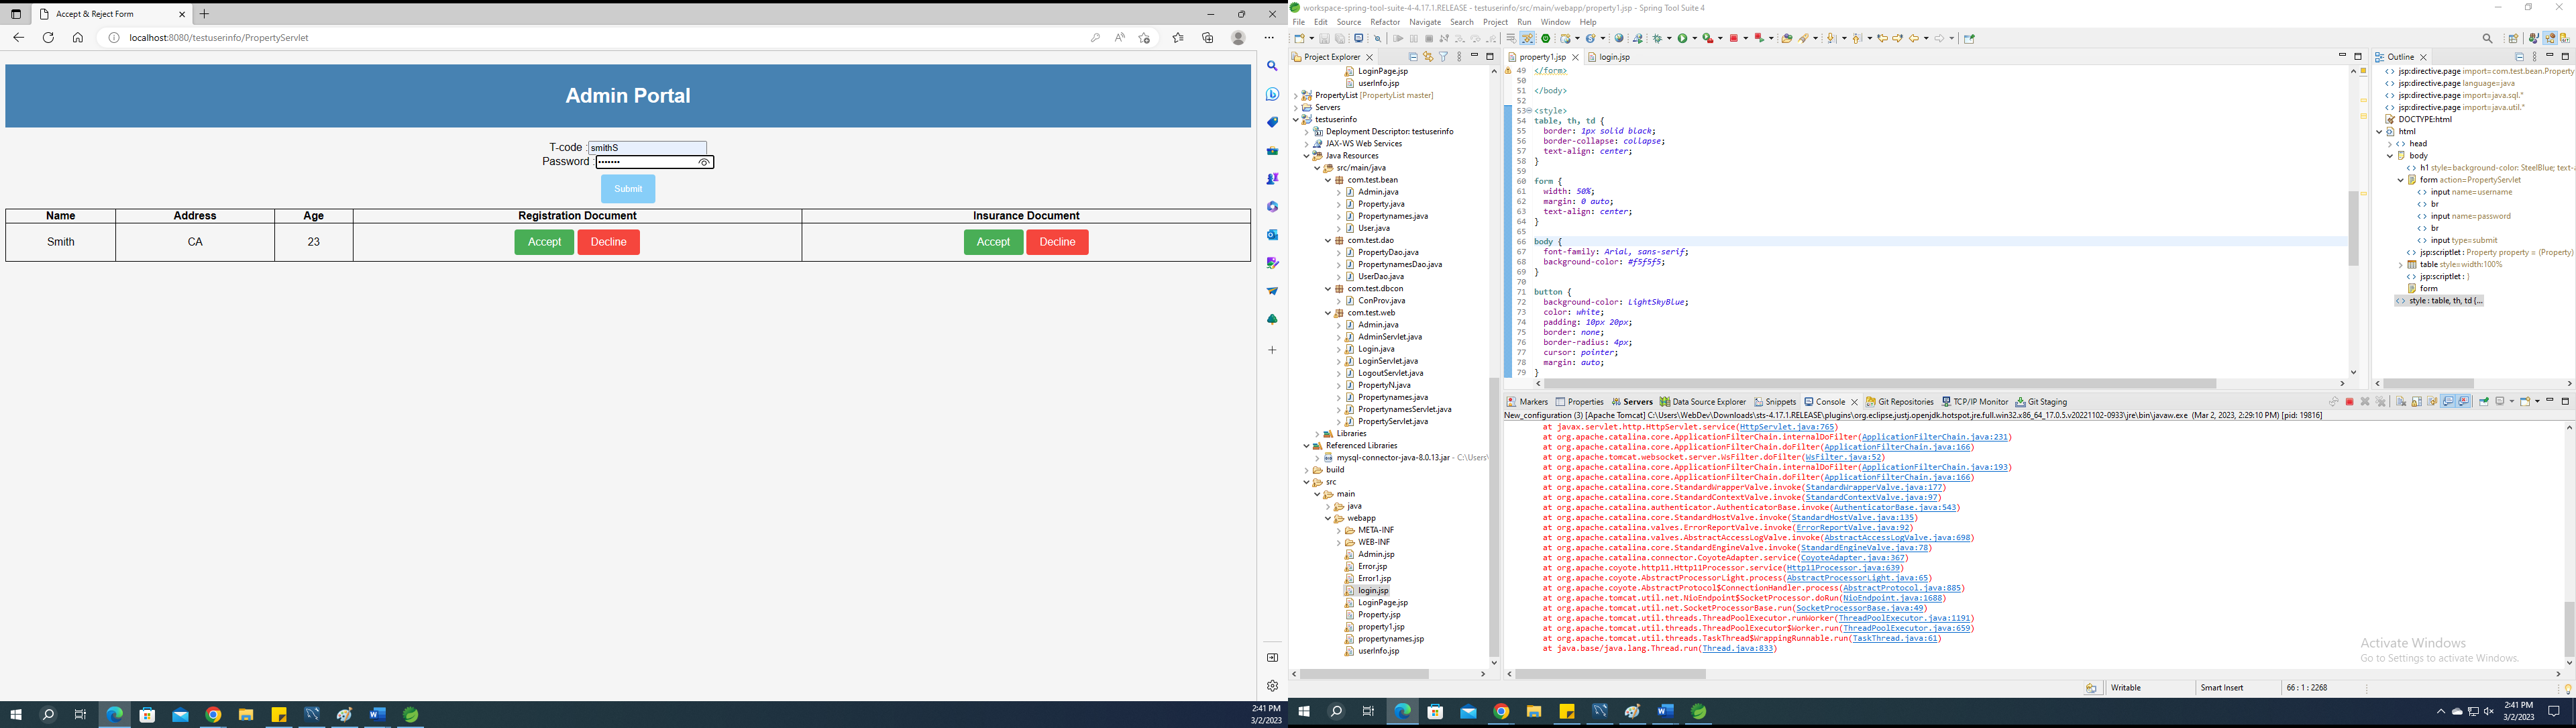 Accept & Reject Form
localhost:8080/testuserinfo/PropertyServlet
Admin Portal
T-code : smithS
Password : •••••••
Submit
Name Address Age Registration Document Insurance Document
Smith CA 23 Accept Decline Accept Decline
2:41 PM
3/2/2023
workspace-spring-tool-suite-4-4.17.1.RELEASE - testuserinfo/src/main/webapp/property1.jsp - Spring Tool Suite 4
File Edit Source Refactor Navigate Search Project Run Window Help
Project Explorer
LoginPage.jsp
userInfo.jsp
PropertyList [PropertyList master]
Servers
testuserinfo
Deployment Descriptor: testuserinfo
JAX-WS Web Services
Java Resources
src/main/java
com.test.bean
Admin.java
Property.java
Propertynames.java
User.java
com.test.dao
PropertyDao.java
PropertynamesDao.java
UserDao.java
com.test.dbcon
ConProv.java
com.test.web
Admin.java
AdminServlet.java
Login.java
LoginServlet.java
LogoutServlet.java
PropertyN.java
Propertynames.java
PropertynamesServlet.java
PropertyServlet.java
Libraries
Referenced Libraries
mysql-connector-java-8.0.13.jar - C:\Users\
build
src
main
java
webapp
META-INF
WEB-INF
Admin.jsp
Error.jsp
Error1.jsp
login.jsp
LoginPage.jsp
Property.jsp
property1.jsp
propertynames.jsp
userInfo.jsp
property1.jsp login.jsp
49 </form>
50
51 </body>
52
53 <style>
54 table, th, td {
55 border: 1px solid black;
56 border-collapse: collapse;
57 text-align: center;
58 }
59
60 form {
61 width: 50%;
62 margin: 0 auto;
63 text-align: center;
64 }
65
66 body {
67 font-family: Arial, sans-serif;
68 background-color: #f5f5f5;
69 }
70
71 button {
72 background-color: LightSkyBlue;
73 color: white;
74 padding: 10px 20px;
75 border: none;
76 border-radius: 4px;
77 cursor: pointer;
78 margin: auto;
79 }
Outline
jsp:directive.page import=com.test.bean.Property
jsp:directive.page language=java
jsp:directive.page import=java.sql.*
jsp:directive.page import=java.util.*
DOCTYPE:html
html
head
body
h1 style=background-color: SteelBlue; text-
form action=PropertyServlet
input name=username
br
input name=password
br
input type=submit
jsp:scriptlet : Property property = (Property)
table style=width:100%
jsp:scriptlet : }
form
style : table, th, td {...
Markers Properties Servers Data Source Explorer Snippets Console Git Repositories TCP/IP Monitor Git Staging
New_configuration (3) [Apache Tomcat] C:\Users\WebDev\Downloads\sts-4.17.1.RELEASE\plugins\org.eclipse.justj.openjdk.hotspot.jre.full.win32.x86_64_17.0.5.v20221102-0933\jre\bin\javaw.exe (Mar 2, 2023, 2:29:10 PM) [pid: 19816]
at javax.servlet.http.HttpServlet.service(HttpServlet.java:765)
at org.apache.catalina.core.ApplicationFilterChain.internalDoFilter(ApplicationFilterChain.java:231)
at org.apache.catalina.core.ApplicationFilterChain.doFilter(ApplicationFilterChain.java:166)
at org.apache.tomcat.websocket.server.WsFilter.doFilter(WsFilter.java:52)
at org.apache.catalina.core.ApplicationFilterChain.internalDoFilter(ApplicationFilterChain.java:193)
at org.apache.catalina.core.ApplicationFilterChain.doFilter(ApplicationFilterChain.java:166)
at org.apache.catalina.core.StandardWrapperValve.invoke(StandardWrapperValve.java:177)
at org.apache.catalina.core.StandardContextValve.invoke(StandardContextValve.java:97)
at org.apache.catalina.authenticator.AuthenticatorBase.invoke(AuthenticatorBase.java:543)
at org.apache.catalina.core.StandardHostValve.invoke(StandardHostValve.java:135)
at org.apache.catalina.valves.ErrorReportValve.invoke(ErrorReportValve.java:92)
at org.apache.catalina.valves.AbstractAccessLogValve.invoke(AbstractAccessLogValve.java:698)
at org.apache.catalina.core.StandardEngineValve.invoke(StandardEngineValve.java:78)
at org.apache.catalina.connector.CoyoteAdapter.service(CoyoteAdapter.java:367)
at org.apache.coyote.http11.Http11Processor.service(Http11Processor.java:639)
at org.apache.coyote.AbstractProcessorLight.process(AbstractProcessorLight.java:65)
at org.apache.coyote.AbstractProtocol$ConnectionHandler.process(AbstractProtocol.java:885)
at org.apache.tomcat.util.net.NioEndpoint$SocketProcessor.doRun(NioEndpoint.java:1688)
at org.apache.tomcat.util.net.SocketProcessorBase.run(SocketProcessorBase.java:49)
at org.apache.tomcat.util.threads.ThreadPoolExecutor.runWorker(ThreadPoolExecutor.java:1191)
at org.apache.tomcat.util.threads.ThreadPoolExecutor$Worker.run(ThreadPoolExecutor.java:659)
at org.apache.tomcat.util.threads.TaskThread$WrappingRunnable.run(TaskThread.java:61)
at java.base/java.lang.Thread.run(Thread.java:833)
Activate Windows
Go to Settings to activate Windows.
Writable Smart Insert 66 : 1 : 2268
2:41 PM
3/2/2023